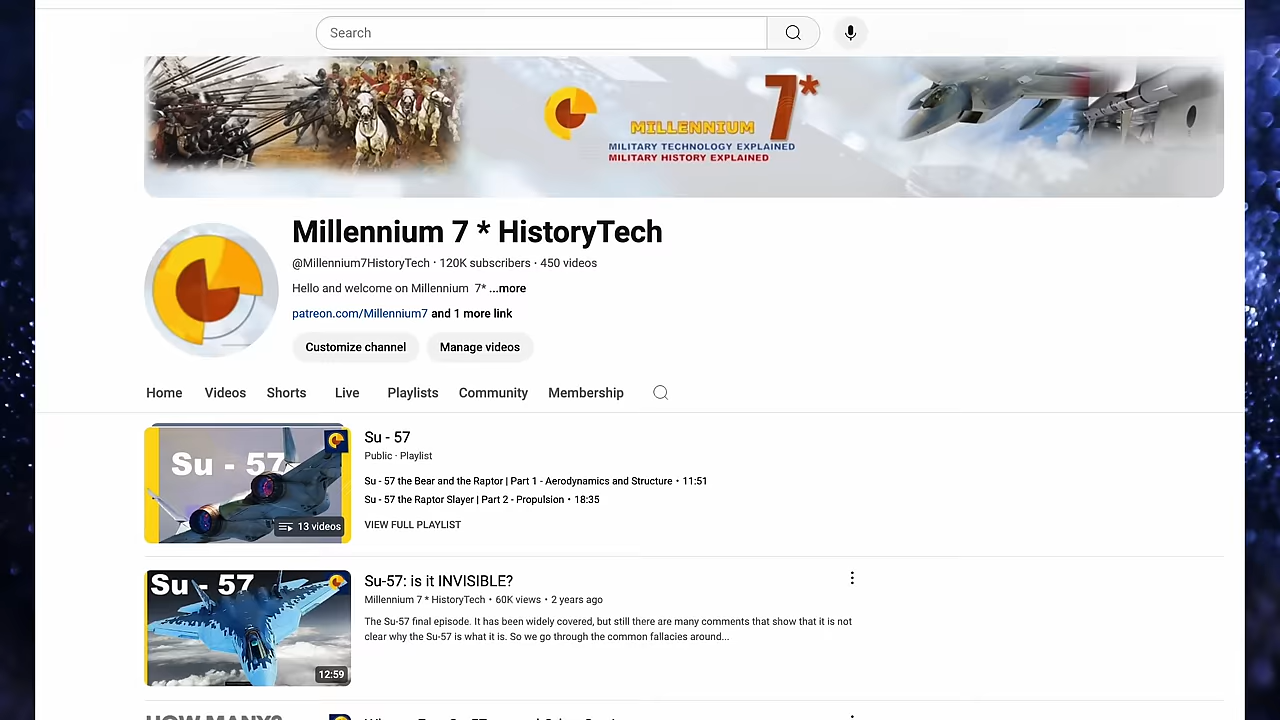 Search
7*
MILLENNIUM
MILITARY TECHNOLOGY EXPLAINED
MILITARY HISTORY EXPLAINED
Millennium 7 * HistoryTech
@Millennium7HistoryTech · 120K subscribers · 450 videos
Hello and welcome on Millennium 7* ...more
patreon.com/Millennium7 and 1 more link
Customize channel Manage videos
Home Videos Shorts Live Playlists Community Membership
Su - 57
13 videos
Su - 57
Public · Playlist
Su - 57 the Bear and the Raptor | Part 1 - Aerodynamics and Structure • 11:51
Su - 57 the Raptor Slayer | Part 2 - Propulsion • 18:35
VIEW FULL PLAYLIST
Su - 57
12:59
Su-57: is it INVISIBLE?
Millennium 7 * HistoryTech • 60K views • 2 years ago
The Su-57 final episode. It has been widely covered, but still there are many comments that show that it is not
clear why the Su-57 is what it is. So we go through the common fallacies around...
HOW MANY?